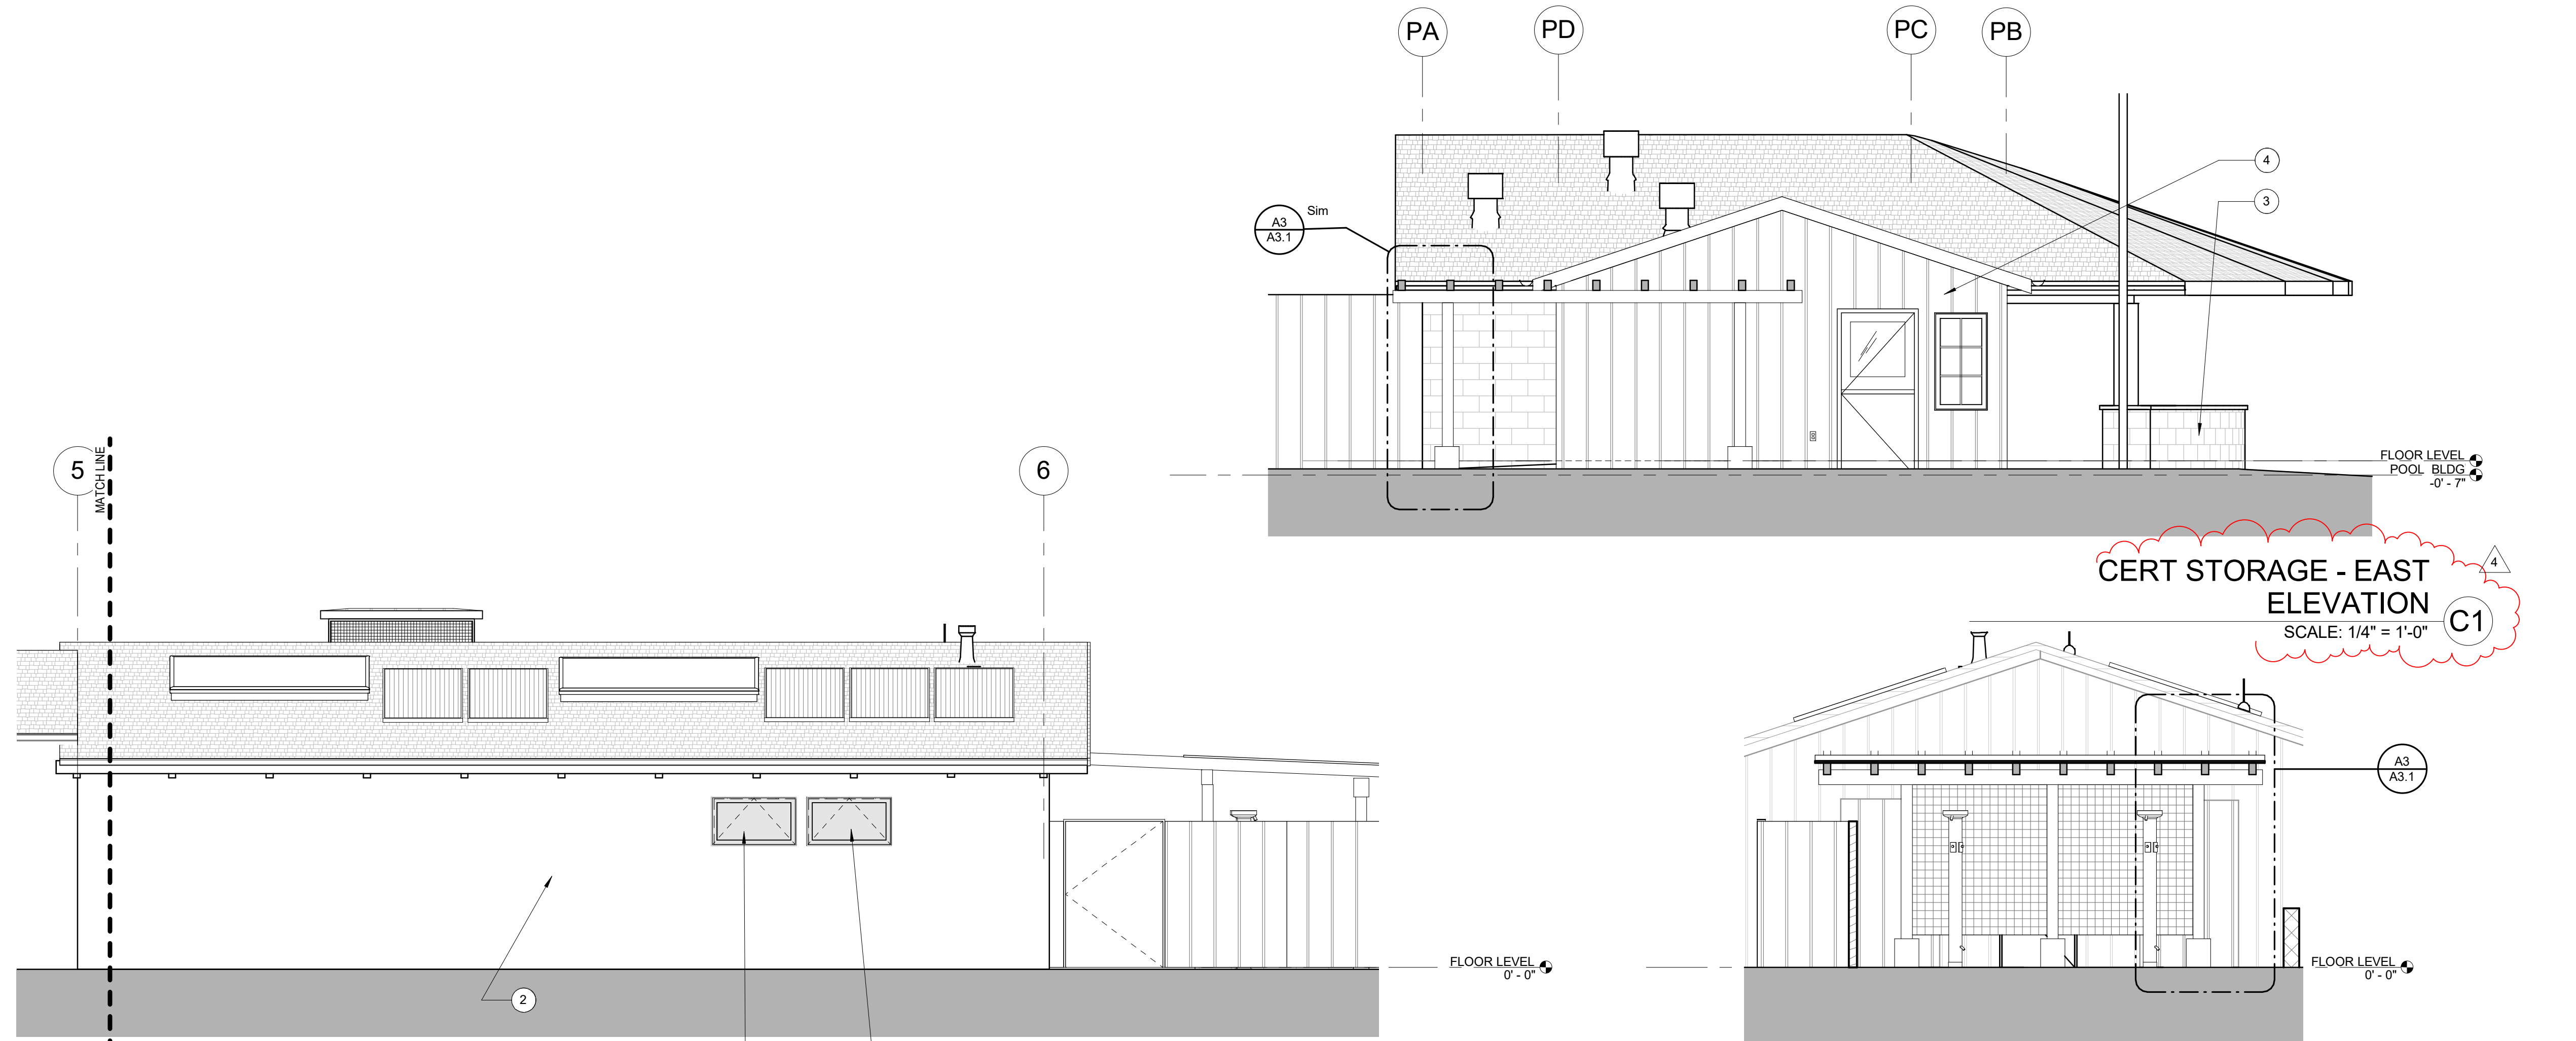 PA
PD
PC
PB
4
3
A3
A3.1
Sim
FLOOR LEVEL
POOL BLDG
-0' - 7"
CERT STORAGE - EAST
ELEVATION
SCALE: 1/4" = 1'-0"
C1
4
5
MATCH LINE
6
2
FLOOR LEVEL
0' - 0"
A3
A3.1
FLOOR LEVEL
0' - 0"